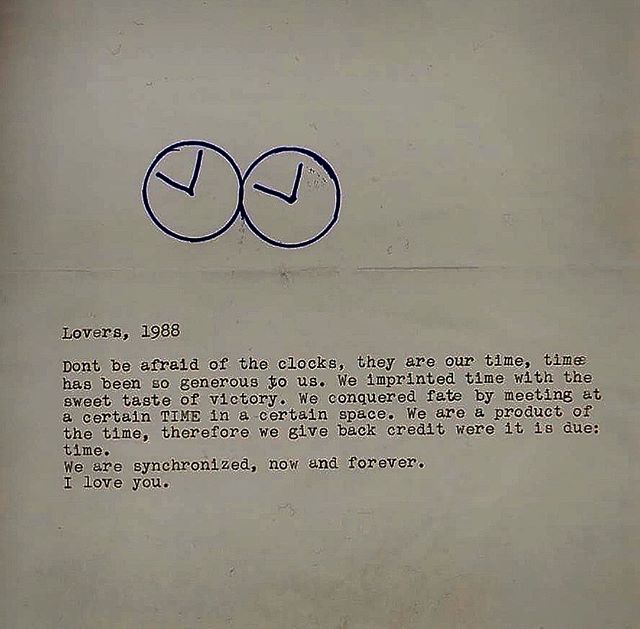 Lovers, 1988
Dont be afraid of the clocks, they are our time, time
has been so generous to us. We imprinted time with the
sweet taste of victory. We conquered fate by meeting at
a certain TIME in a certain space. We are a product of
the time, therefore we give back credit were it is due:
time.
We are synchronized, now and forever.
I love you.